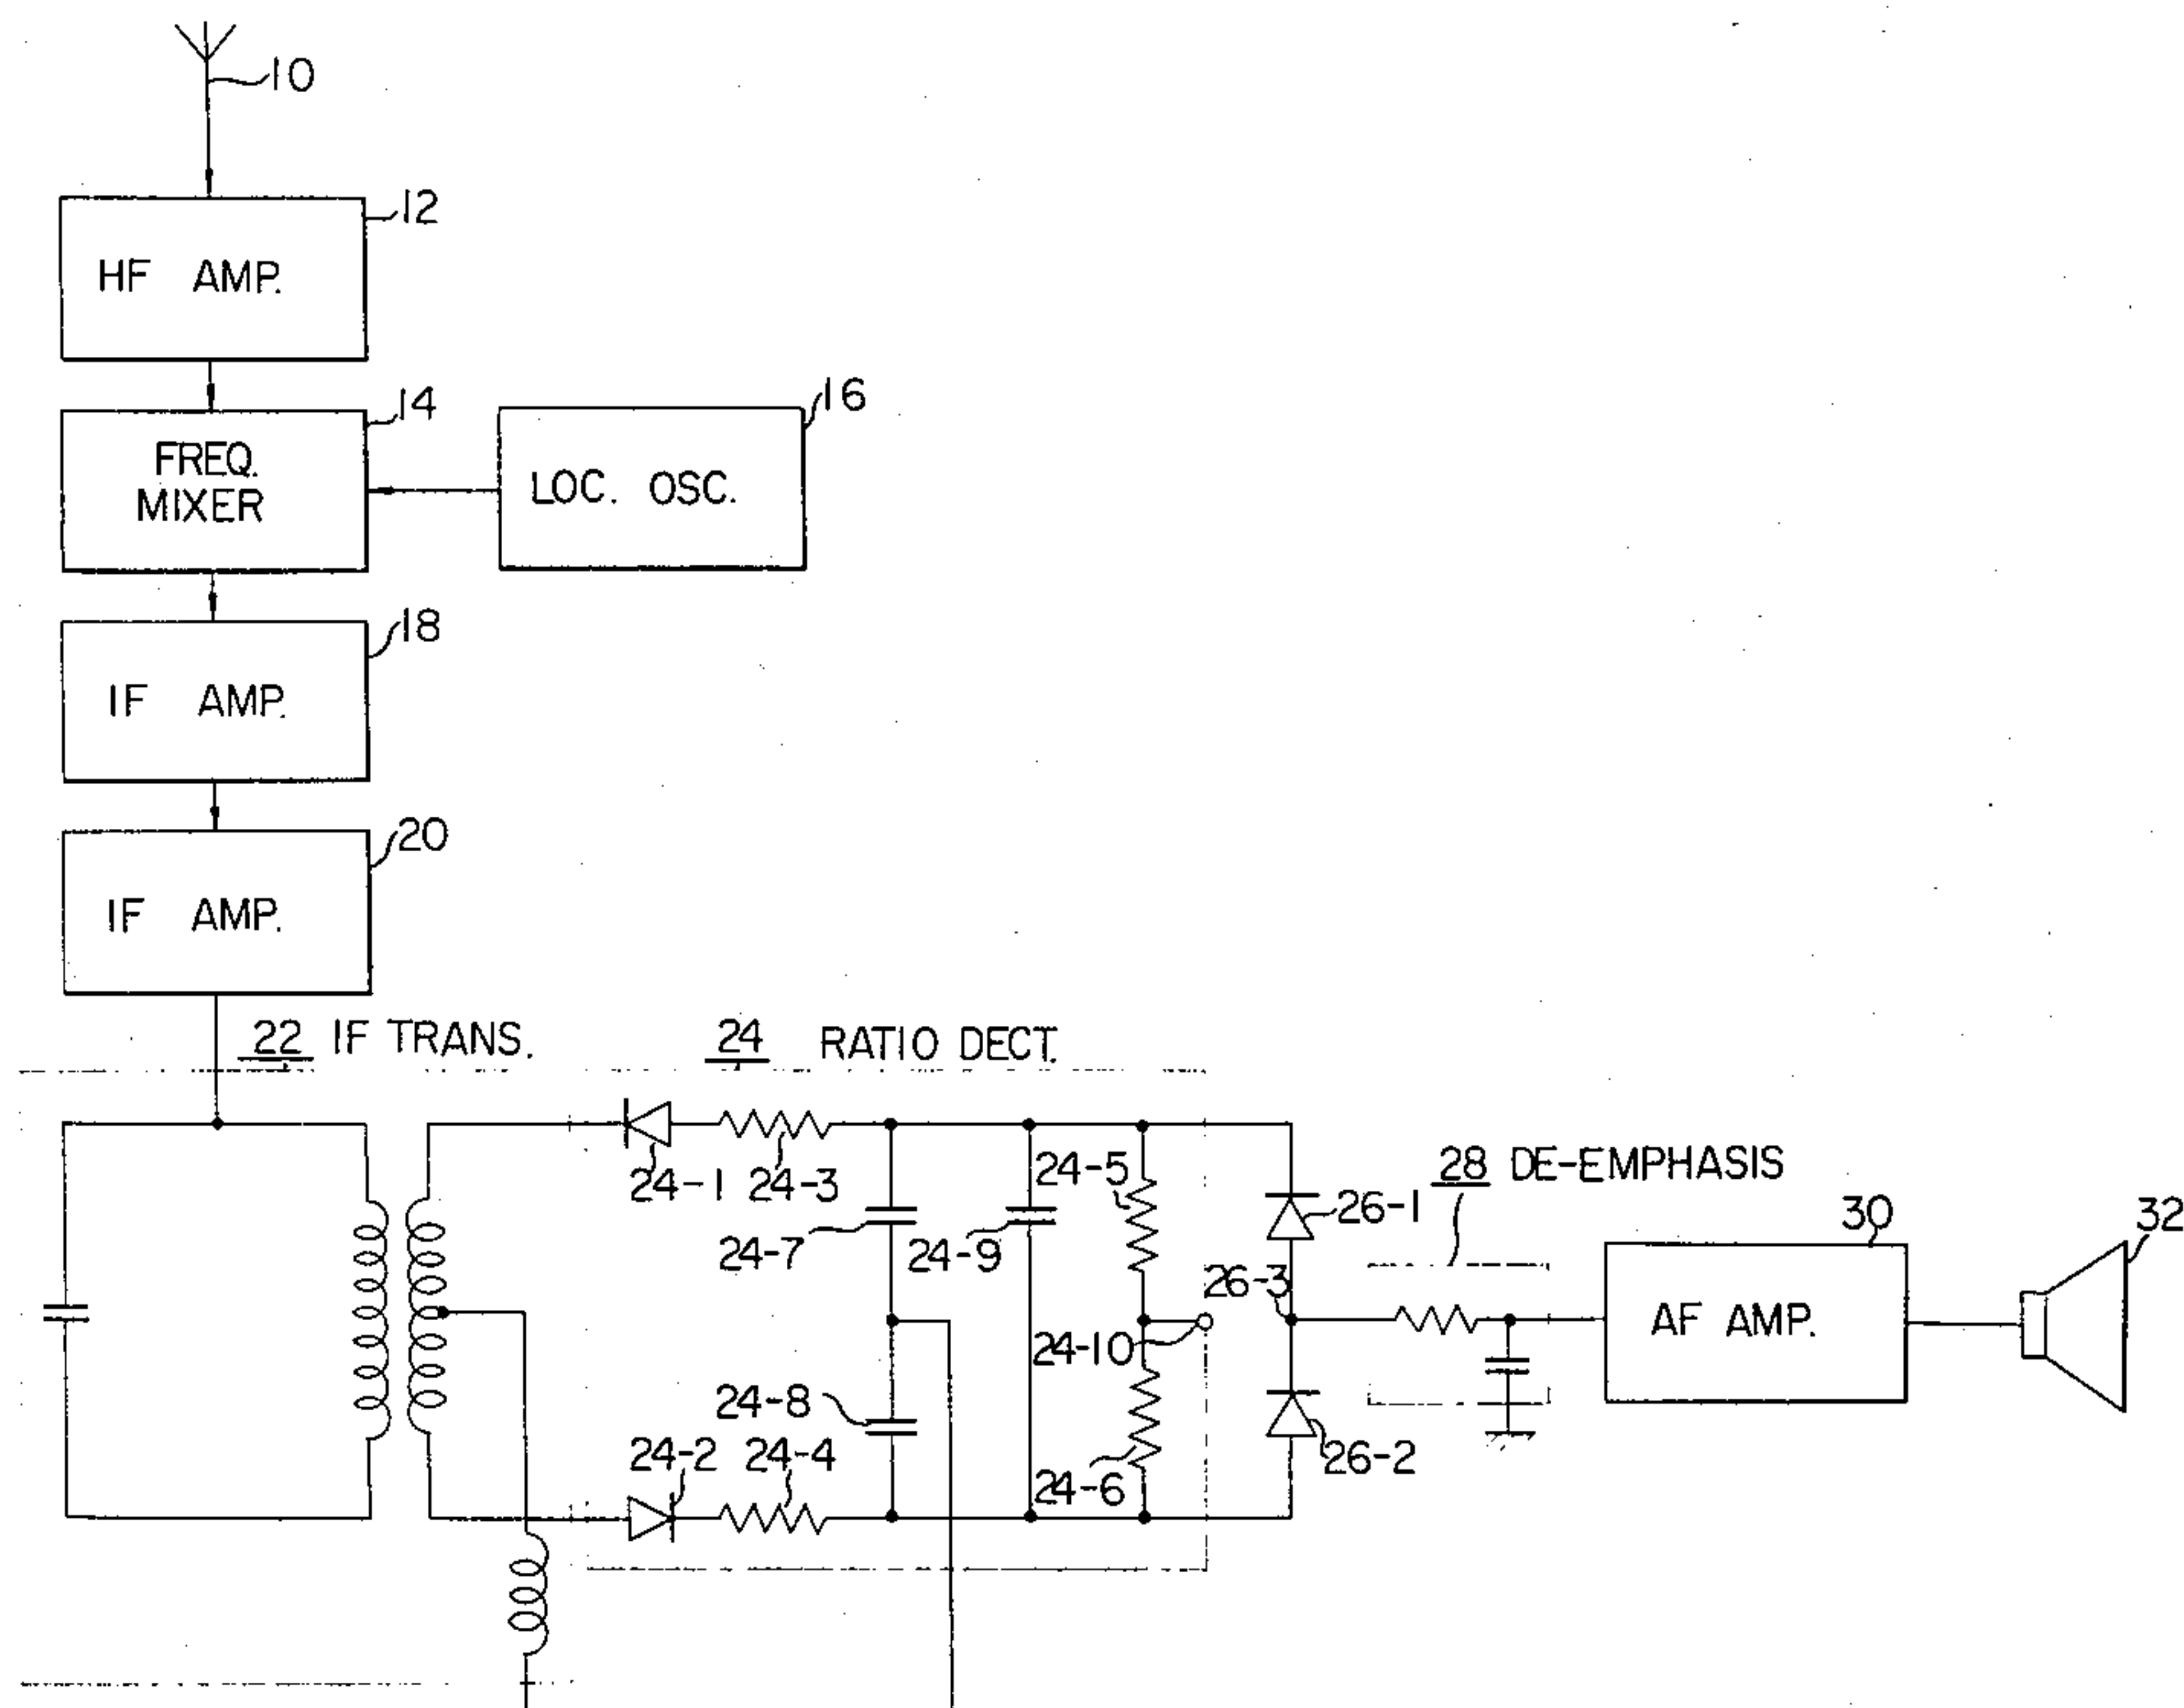 10
12
HF AMP.
14
FREQ.
MIXER
16
LOC. OSC.
18
IF AMP.
20
IF AMP.
22 IF TRANS.
24 RATIO DECT.
24-1 24-3
24-5
24-7
24-9
26-1
28 DE-EMPHASIS
30
32
26-3
24-10
AF AMP.
24-8
24-2 24-4
24-6
26-2